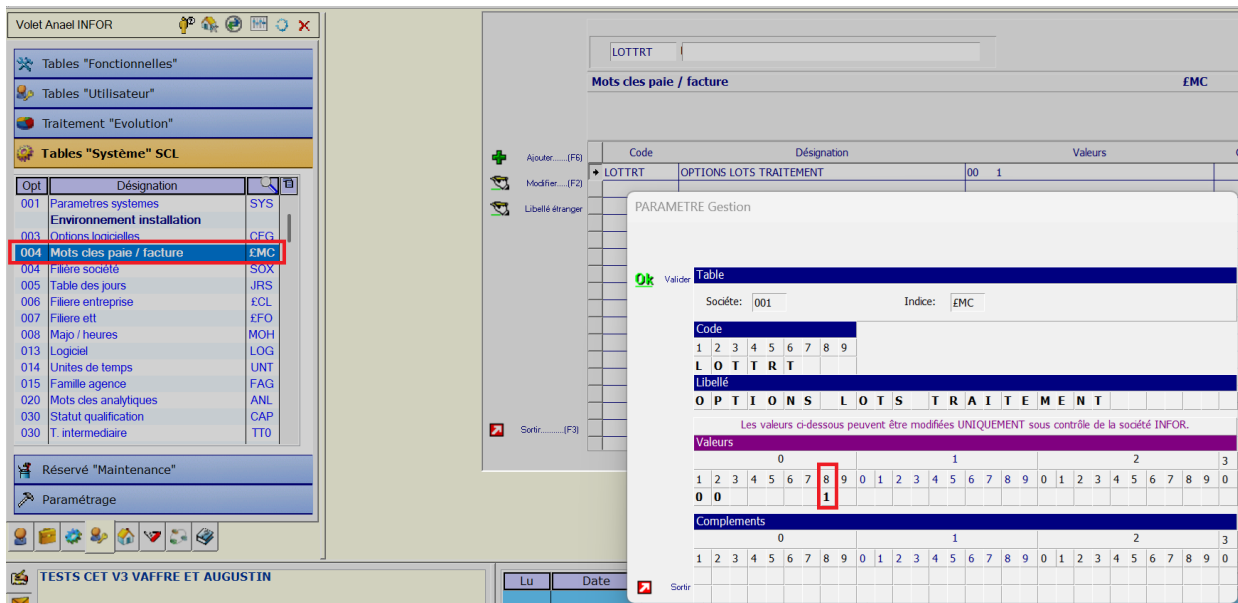 Volet Anael INFOR
Tables "Fonctionnelles"
Tables "Utilisateur"
Traitement "Evolution"
Tables "Système" SCL
Opt Désignation
001 Parametres systemes SYS
Environnement installation
003 Options logicielles CFG
004 Mots cles paie / facture £MC
004 Filière société SOX
005 Table des jours JRS
006 Filiere entreprise £CL
007 Filiere ett £FO
008 Majo / heures MOH
013 Logiciel LOG
014 Unites de temps UNT
015 Famille agence FAG
020 Mots cles analytiques ANL
030 Statut qualification CAP
030 T. intermediaire TT0
Réservé "Maintenance"
Paramétrage
TESTS CET V3 VAFFRE ET AUGUSTIN
LOTTRT
Mots cles paie / facture £MC
Ajouter......(F6)
Modifier.....(F2)
Libellé étranger
Sortir..........(F3)
Code Désignation Valeurs
LOTTRT OPTIONS LOTS TRAITEMENT 00 1
Lu Date
PARAMETRE Gestion
Ok Valider
Table
Sociéte: 001 Indice: £MC
Code
1 2 3 4 5 6 7 8 9
L O T T R T
Libellé
O P T I O N S L O T S T R A I T E M E N T
Les valeurs ci-dessous peuvent être modifiées UNIQUEMENT sous contrôle de la société INFOR.
Valeurs
0 1 2 3
1 2 3 4 5 6 7 8 9 0 1 2 3 4 5 6 7 8 9 0 1 2 3 4 5 6 7 8 9 0
0 0 1
Complements
0 1 2 3
1 2 3 4 5 6 7 8 9 0 1 2 3 4 5 6 7 8 9 0 1 2 3 4 5 6 7 8 9 0
Sortir